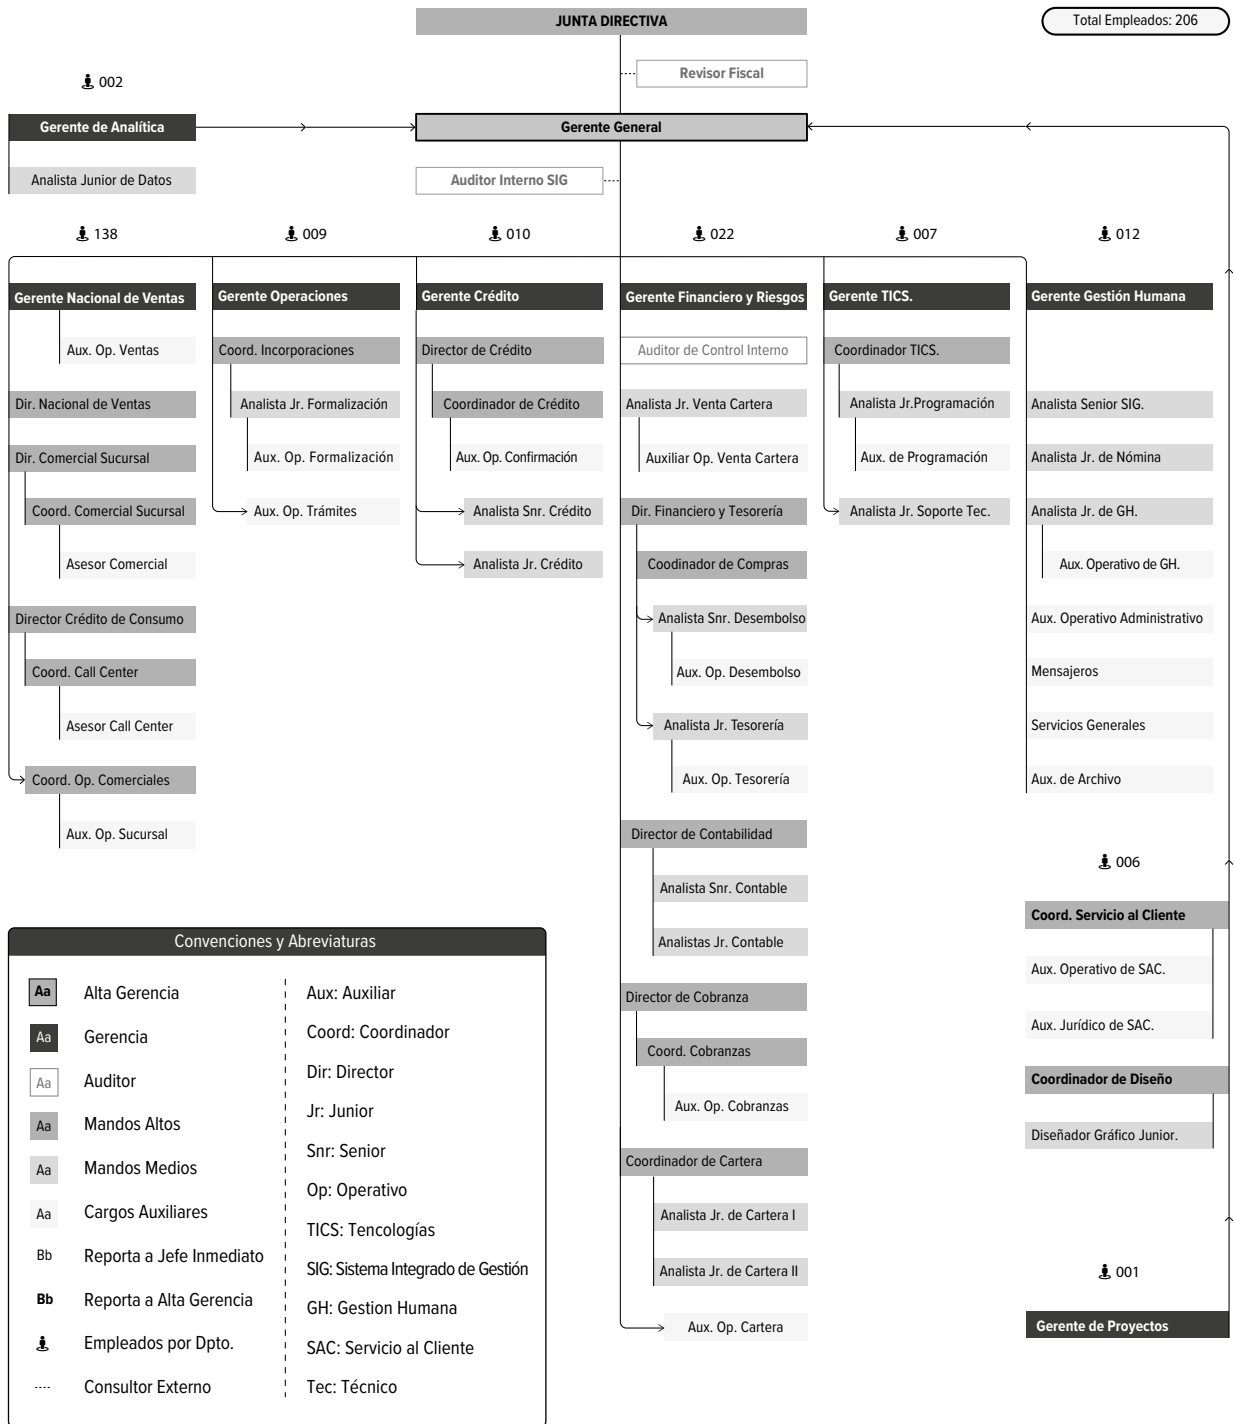 JUNTA DIRECTIVA
Total Empleados: 206
Revisor Fiscal
002
Gerente de Analítica
Gerente General
Analista Junior de Datos
Auditor Interno SIG
138
009
010
022
007
012
Gerente Nacional de Ventas
Aux. Op. Ventas
Dir. Nacional de Ventas
Dir. Comercial Sucursal
Coord. Comercial Sucursal
Asesor Comercial
Director Crédito de Consumo
Coord. Call Center
Asesor Call Center
Coord. Op. Comerciales
Aux. Op. Sucursal
Gerente Operaciones
Coord. Incorporaciones
Analista Jr. Formalización
Aux. Op. Formalización
Aux. Op. Trámites
Gerente Crédito
Director de Crédito
Coordinador de Crédito
Aux. Op. Confirmación
Analista Snr. Crédito
Analista Jr. Crédito
Gerente Financiero y Riesgos
Auditor de Control Interno
Analista Jr. Venta Cartera
Auxiliar Op. Venta Cartera
Dir. Financiero y Tesorería
Coodinador de Compras
Analista Snr. Desembolso
Aux. Op. Desembolso
Analista Jr. Tesorería
Aux. Op. Tesorería
Director de Contabilidad
Analista Snr. Contable
Analistas Jr. Contable
Director de Cobranza
Coord. Cobranzas
Aux. Op. Cobranzas
Coordinador de Cartera
Analista Jr. de Cartera I
Analista Jr. de Cartera II
Aux. Op. Cartera
Gerente TICS.
Coordinador TICS.
Analista Jr.Programación
Aux. de Programación
Analista Jr. Soporte Tec.
Gerente Gestión Humana
Analista Senior SIG.
Analista Jr. de Nómina
Analista Jr. de GH.
Aux. Operativo de GH.
Aux. Operativo Administrativo
Mensajeros
Servicios Generales
Aux. de Archivo
006
Coord. Servicio al Cliente
Aux. Operativo de SAC.
Aux. Jurídico de SAC.
Coordinador de Diseño
Diseñador Gráfico Junior.
001
Gerente de Proyectos
Convenciones y Abreviaturas
Aa Alta Gerencia
Aa Gerencia
Aa Auditor
Aa Mandos Altos
Aa Mandos Medios
Aa Cargos Auxiliares
Bb Reporta a Jefe Inmediato
Bb Reporta a Alta Gerencia
Empleados por Dpto.
Consultor Externo
Aux: Auxiliar
Coord: Coordinador
Dir: Director
Jr: Junior
Snr: Senior
Op: Operativo
TICS: Tencologías
SIG: Sistema Integrado de Gestión
GH: Gestion Humana
SAC: Servicio al Cliente
Tec: Técnico